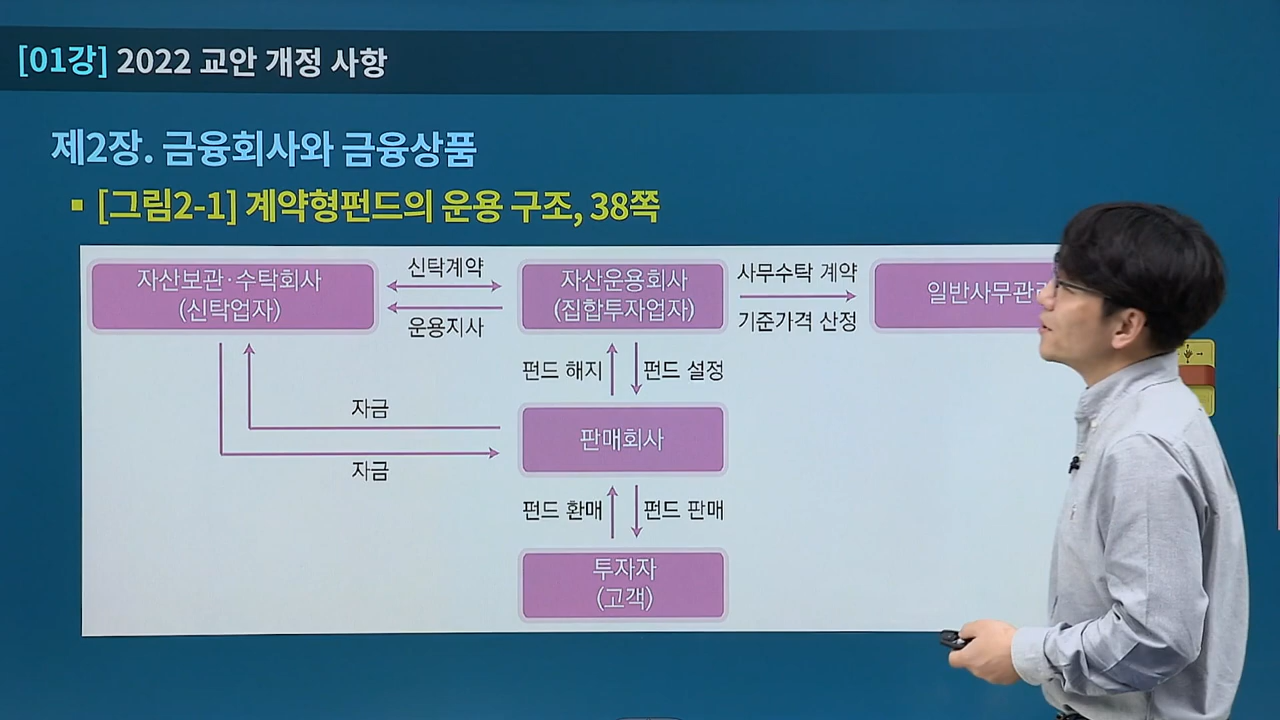 [01강] 2022 교안 개정 사항
제2장. 금융회사와 금융상품
▪ [그림2-1] 계약형펀드의 운용 구조, 38쪽
자산보관·수탁회사
(신탁업자)
신탁계약
운용지사
자산운용회사
(집합투자업자)
사무수탁 계약
기준가격 산정
일반사무관
펀드 해지
펀드 설정
자금
자금
판매회사
펀드 환매
펀드 판매
투자자
(고객)